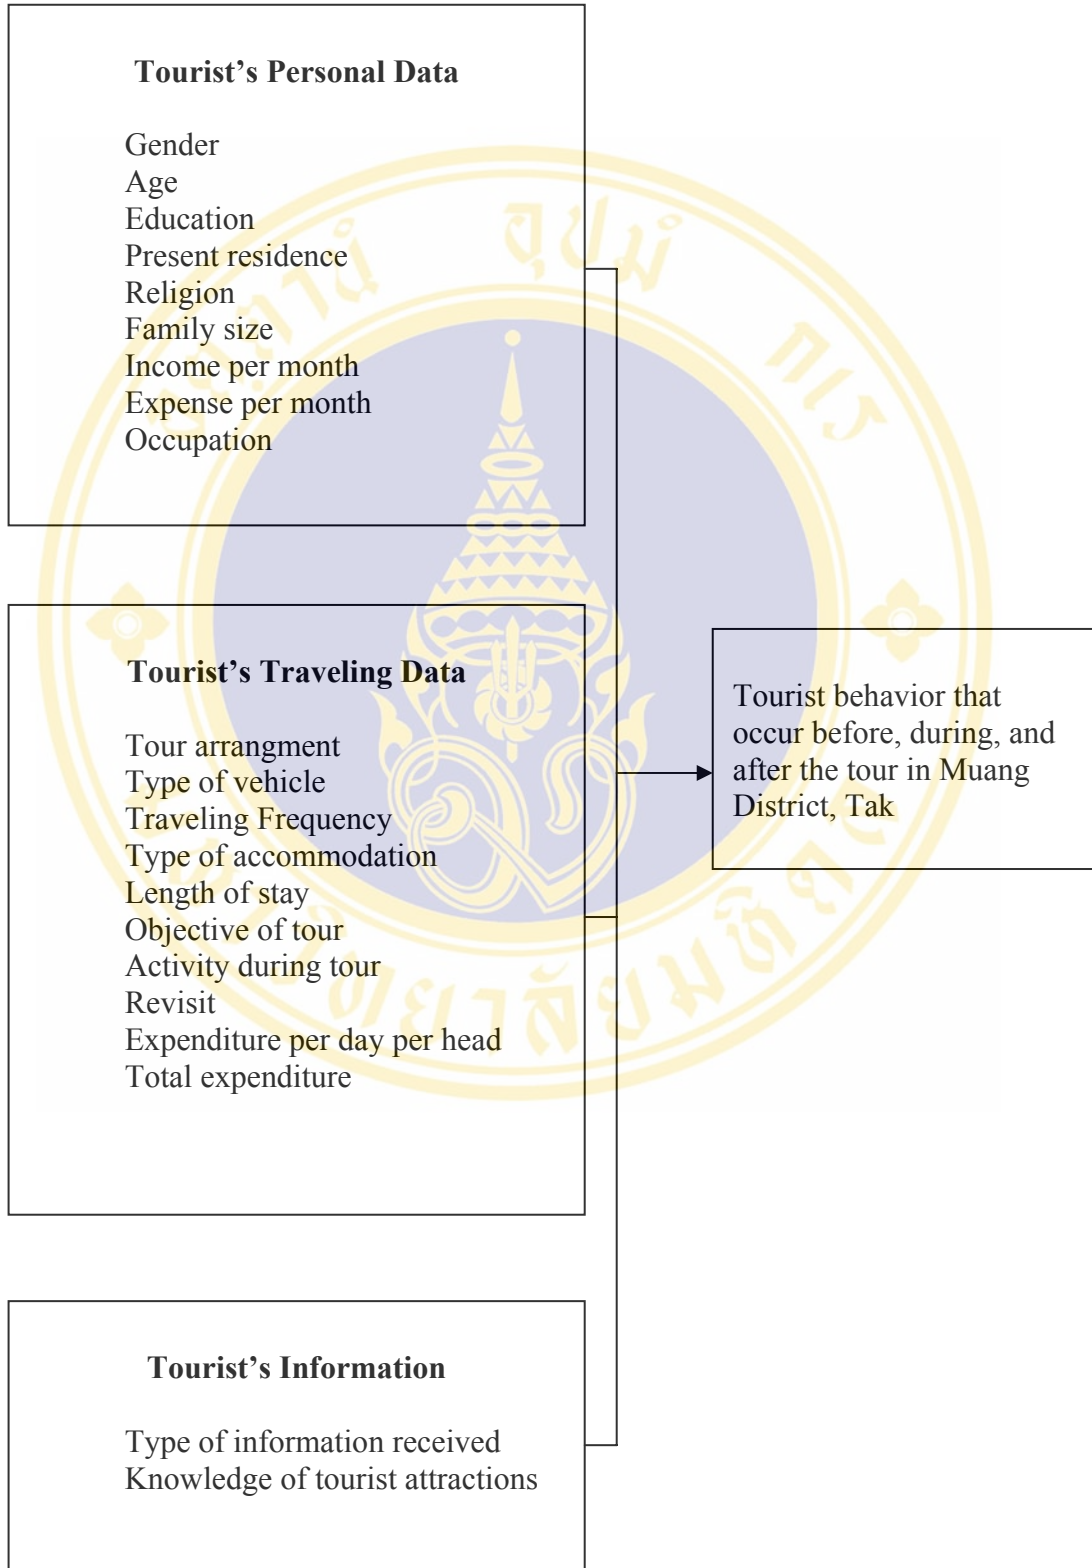 Tourist’s Personal Data
Gender
Age
Education
Present residence
Religion
Family size
Income per month
Expense per month
Occupation
Tourist’s Traveling Data
Tour arrangment
Type of vehicle
Traveling Frequency
Type of accommodation
Length of stay
Objective of tour
Activity during tour
Revisit
Expenditure per day per head
Total expenditure
Tourist behavior that
occur before, during, and
after the tour in Muang
District, Tak
Tourist’s Information
Type of information received
Knowledge of tourist attractions